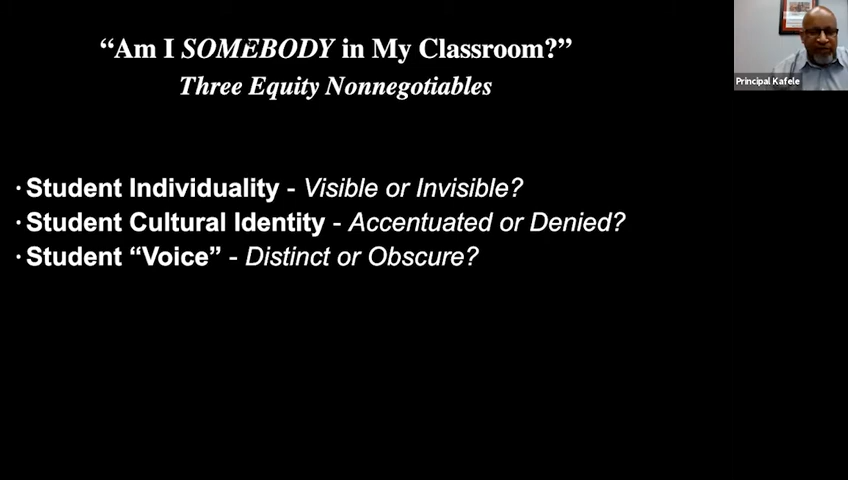 “Am I SOMEBODY in My Classroom?”
Three Equity Nonnegotiables
· Student Individuality - Visible or Invisible?
· Student Cultural Identity - Accentuated or Denied?
· Student “Voice” - Distinct or Obscure?
Principal Kafele